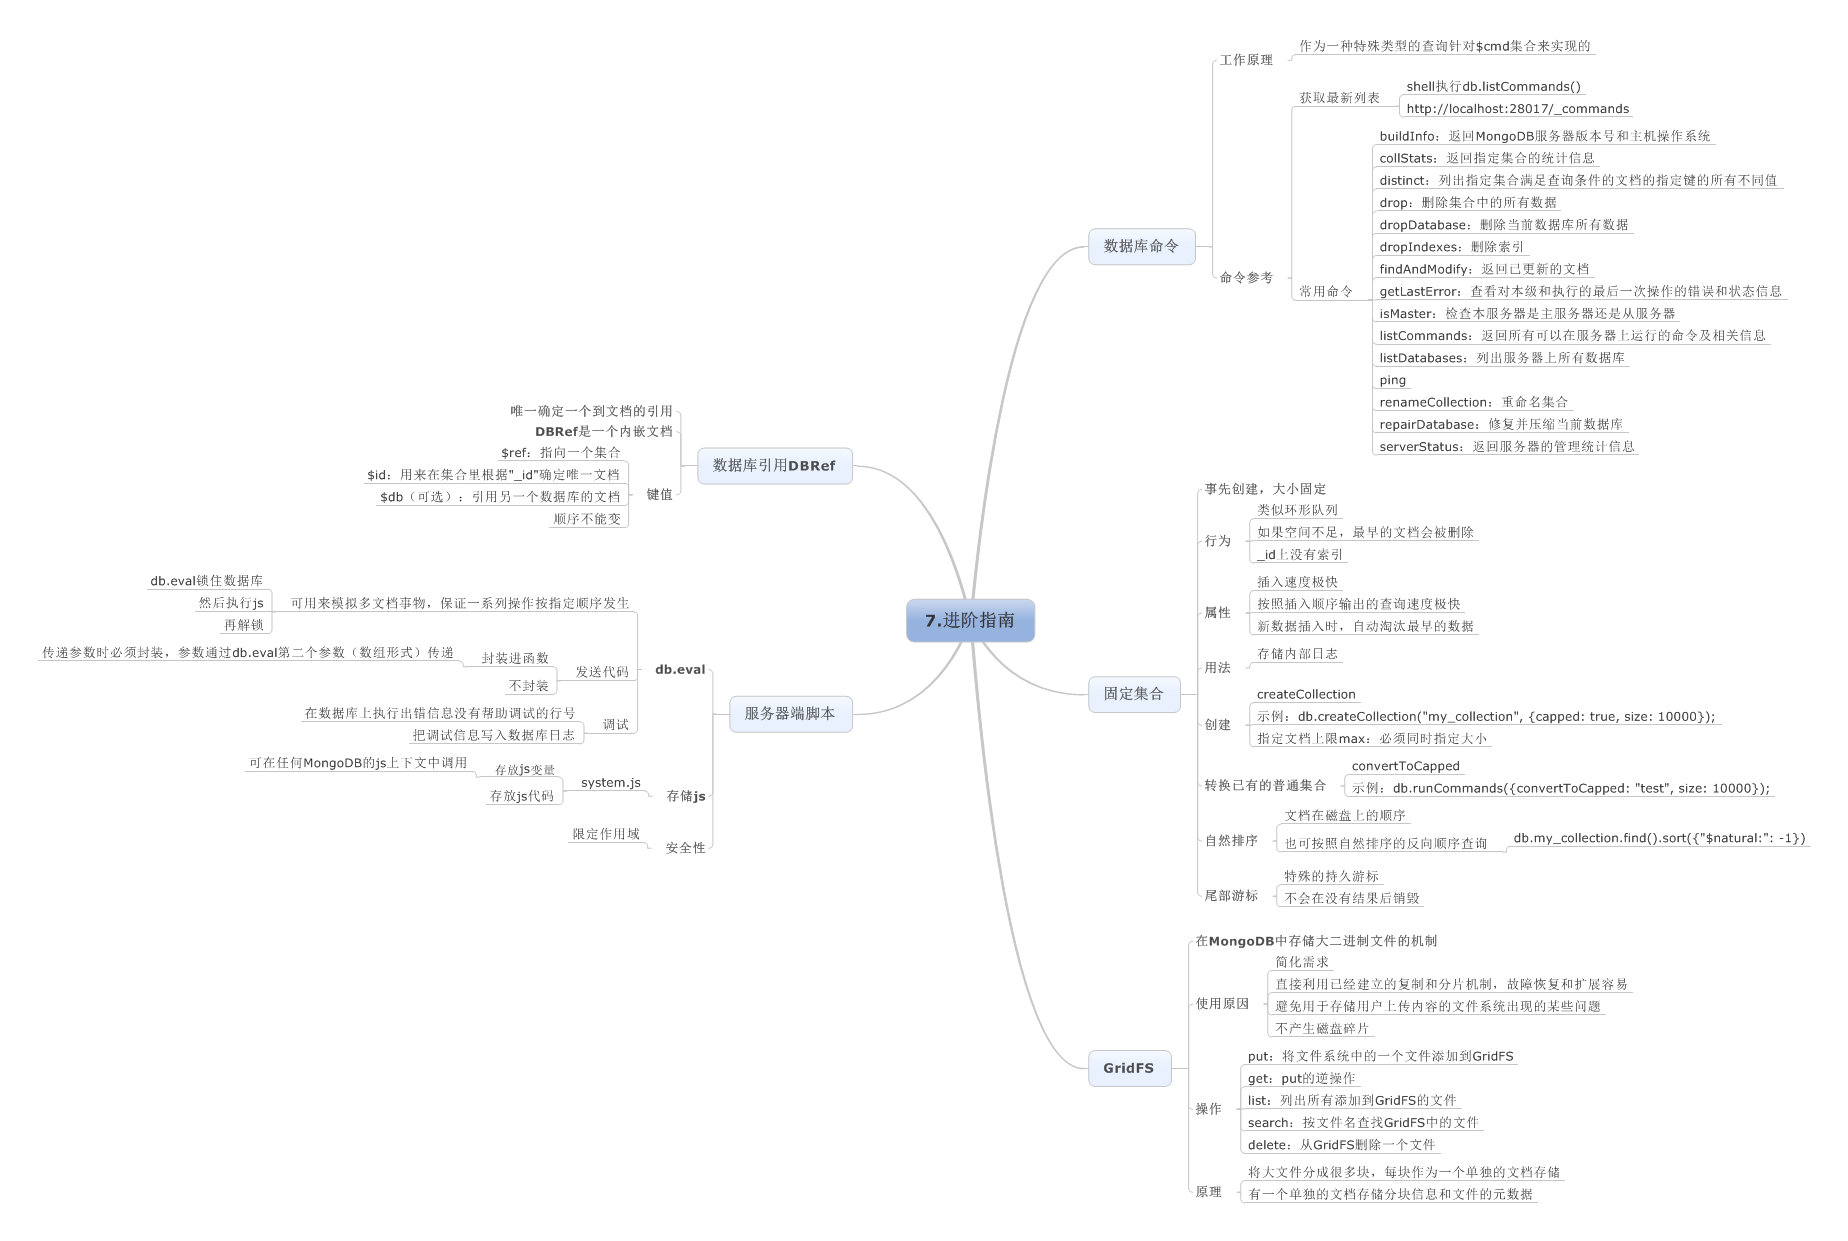 7.进阶指南
数据库命令
工作原理
作为一种特殊类型的查询针对$cmd集合来实现的
命令参考
获取最新列表
shell执行db.listCommands()
http://localhost:28017/_commands
常用命令
buildInfo：返回MongoDB服务器版本号和主机操作系统
collStats：返回指定集合的统计信息
distinct：列出指定集合满足查询条件的文档的指定键的所有不同值
drop：删除集合中的所有数据
dropDatabase：删除当前数据库所有数据
dropIndexes：删除索引
findAndModify：返回已更新的文档
getLastError：查看对本级和执行的最后一次操作的错误和状态信息
isMaster：检查本服务器是主服务器还是从服务器
listCommands：返回所有可以在服务器上运行的命令及相关信息
listDatabases：列出服务器上所有数据库
ping
renameCollection：重命名集合
repairDatabase：修复并压缩当前数据库
serverStatus：返回服务器的管理统计信息
固定集合
事先创建，大小固定
行为
类似环形队列
如果空间不足，最早的文档会被删除
_id上没有索引
属性
插入速度极快
按照插入顺序输出的查询速度极快
新数据插入时，自动淘汰最早的数据
用法
存储内部日志
创建
createCollection
示例：db.createCollection("my_collection", {capped: true, size: 10000});
指定文档上限max：必须同时指定大小
转换已有的普通集合
convertToCapped
示例：db.runCommands({convertToCapped: "test", size: 10000});
自然排序
文档在磁盘上的顺序
也可按照自然排序的反向顺序查询
db.my_collection.find().sort({"$natural:": -1})
尾部游标
特殊的持久游标
不会在没有结果后销毁
GridFS
在MongoDB中存储大二进制文件的机制
使用原因
简化需求
直接利用已经建立的复制和分片机制，故障恢复和扩展容易
避免用于存储用户上传内容的文件系统出现的某些问题
不产生磁盘碎片
操作
put：将文件系统中的一个文件添加到GridFS
get：put的逆操作
list：列出所有添加到GridFS的文件
search：按文件名查找GridFS中的文件
delete：从GridFS删除一个文件
原理
将大文件分成很多块，每块作为一个单独的文档存储
有一个单独的文档存储分块信息和文件的元数据
数据库引用DBRef
唯一确定一个到文档的引用
DBRef是一个内嵌文档
键值
$ref：指向一个集合
$id：用来在集合里根据"_id"确定唯一文档
$db（可选）：引用另一个数据库的文档
顺序不能变
服务器端脚本
db.eval
可用来模拟多文档事物，保证一系列操作按指定顺序发生
db.eval锁住数据库
然后执行js
再解锁
发送代码
封装进函数
传递参数时必须封装，参数通过db.eval第二个参数（数组形式）传递
不封装
调试
在数据库上执行出错信息没有帮助调试的行号
把调试信息写入数据库日志
存储js
system.js
存放js变量
可在任何MongoDB的js上下文中调用
存放js代码
安全性
限定作用域